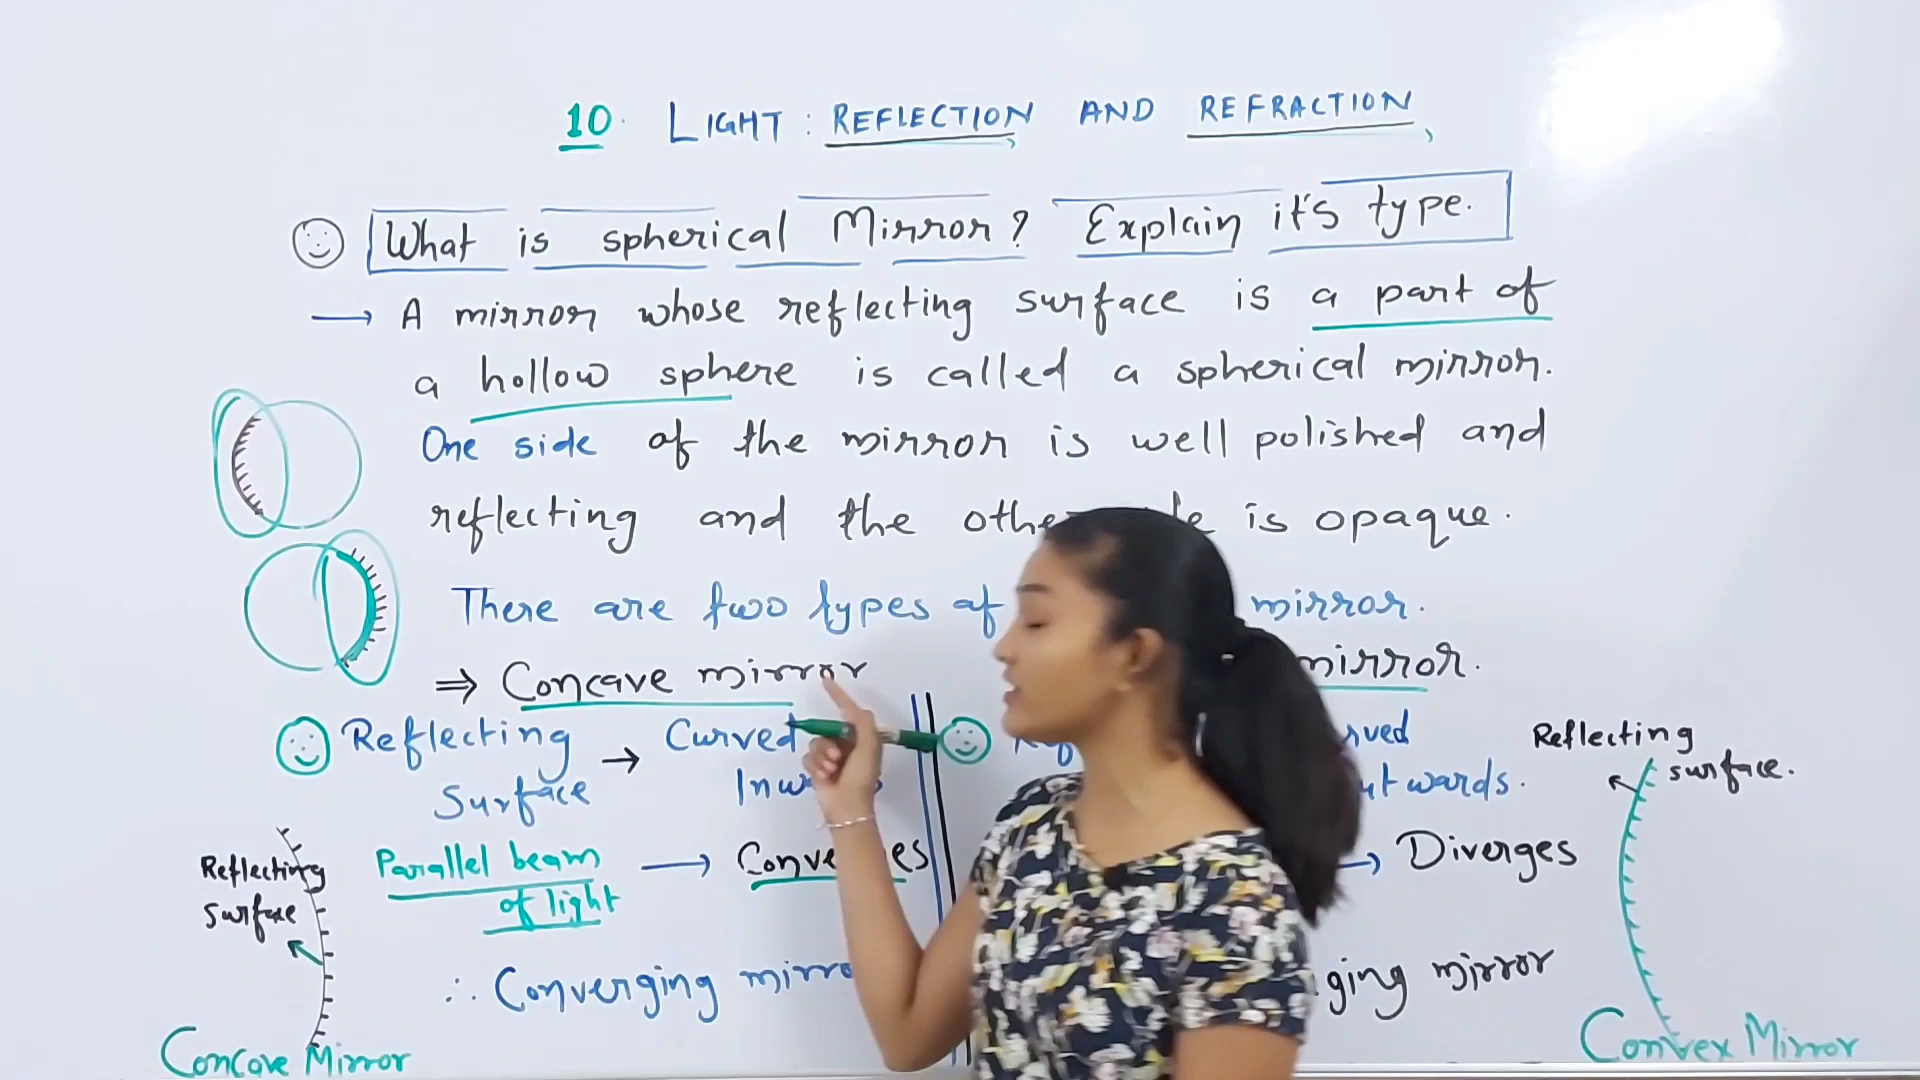 10. LIGHT : REFLECTION AND REFRACTION
What is spherical Mirror? Explain it's type.
→ A mirror whose reflecting surface is a part of
a hollow sphere is called a spherical mirror.
One side of the mirror is well polished and
reflecting and the is opaque.
There are two types of mirror.
⇒ Concave mirror
mirror.
Reflecting → Curved
Surface
outwards.
Reflecting
surface.
Parallel beam → Converges
of light
→ Diverges
Reflecting
surface
∴ Converging
mirror
Concave Mirror
Convex Mirror